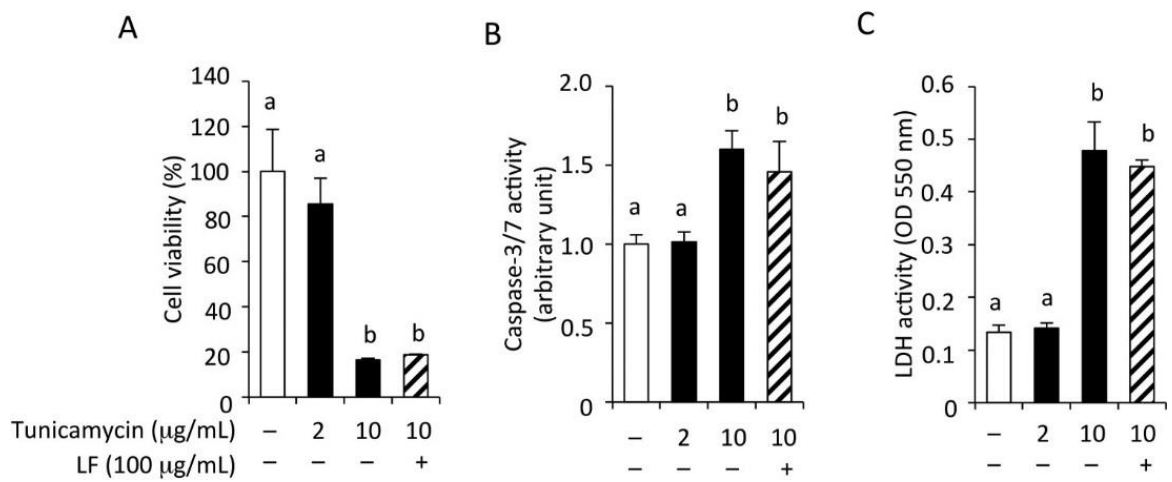 A
B
C
Cell viability (%)
140
120
100
80
60
40
20
0
a
a
b
b
Caspase-3/7 activity
(arbitrary unit)
2.0
1.5
1.0
0.5
0
a
a
b
b
LDH activity (OD 550 nm)
0.6
0.5
0.4
0.3
0.2
0.1
0
a
a
b
b
Tunicamycin (μg/mL) – 2 10 10 – 2 10 10 – 2 10 10
LF (100 μg/mL) – – – + – – – + – – – +